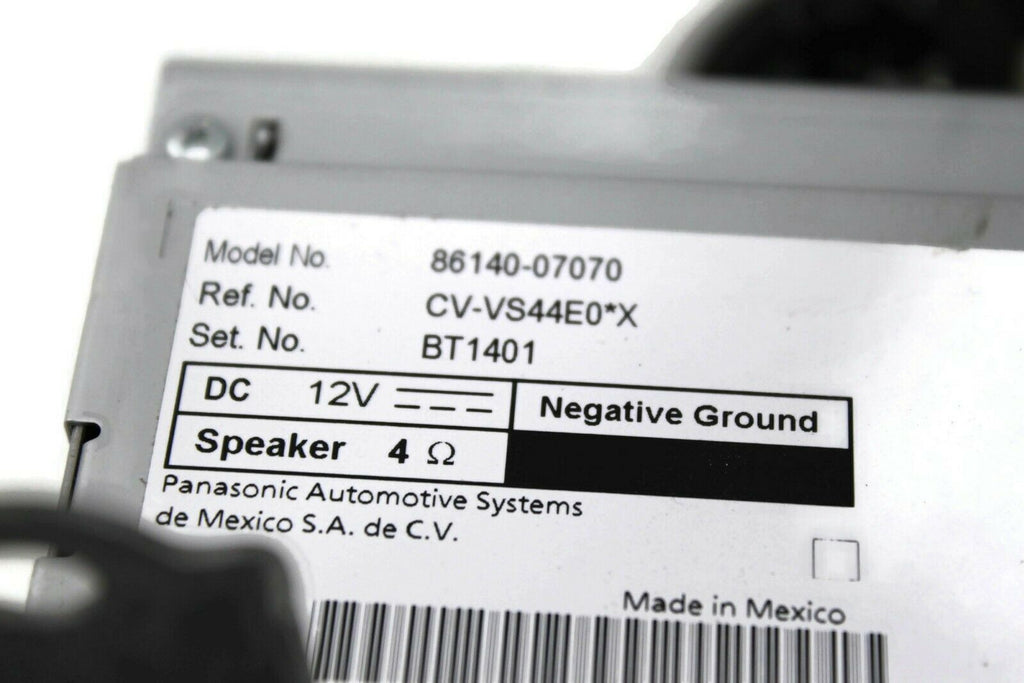 Model No. 86140-07070
Ref. No. CV-VS44E0*X
Set. No. BT1401
DC 12V Negative Ground
Speaker 4 Ω
Panasonic Automotive Systems
de Mexico S.A. de C.V.
Made in Mexico